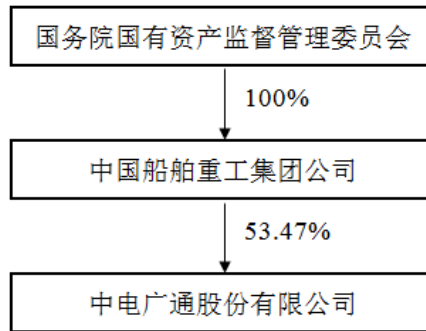 国务院国有资产监督管理委员会
100%
中国船舶重工集团公司
53.47%
中电广通股份有限公司